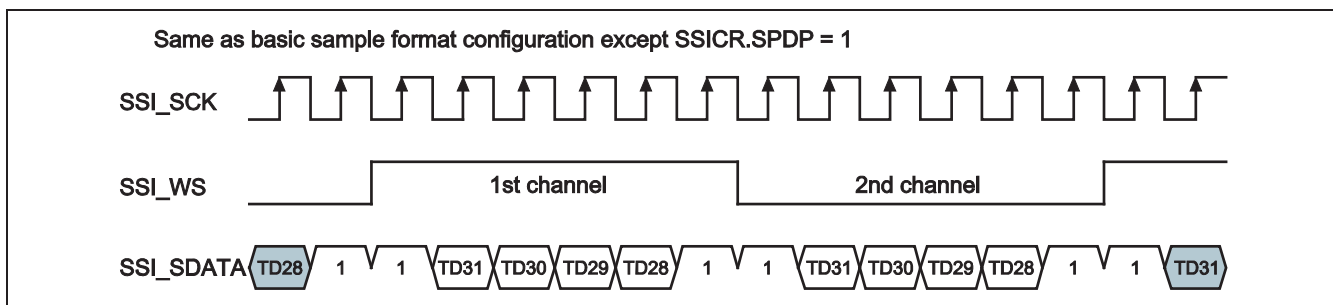 Same as basic sample format configuration except SSICR.SPDP = 1
SSI_SCK
SSI_WS 1st channel 2nd channel
SSI_SDATA TD28 1 1 TD31 TD30 TD29 TD28 1 1 TD31 TD30 TD29 TD28 1 1 TD31